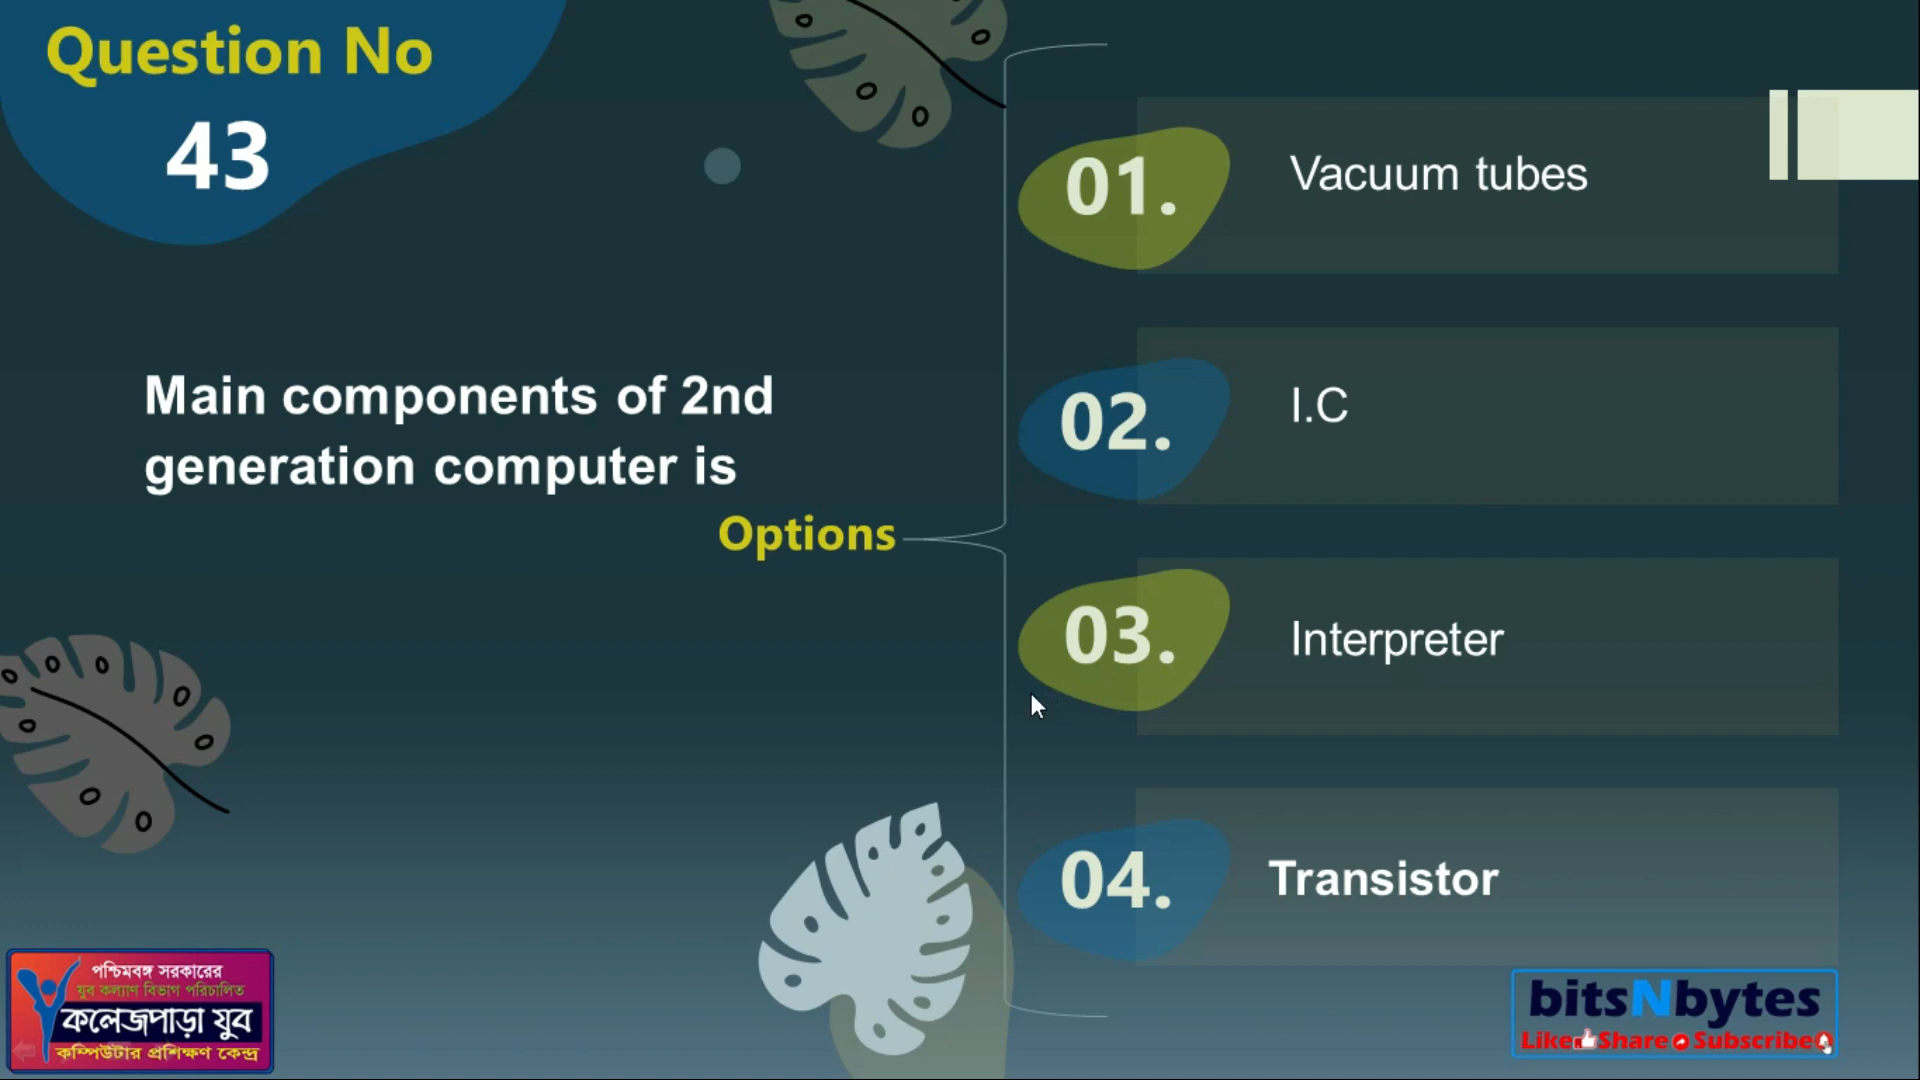 Question No
43
Main components of 2nd
generation computer is
Options
01.
Vacuum tubes
02.
I.C
03.
Interpreter
04.
Transistor
পশ্চিমবঙ্গ সরকারের
যুব কল্যাণ বিভাগ পরিচালিত
কলেজপাড়া যুব
কম্পিউটার প্রশিক্ষণ কেন্দ্র
bitsNbytes
Like Share Subscribe